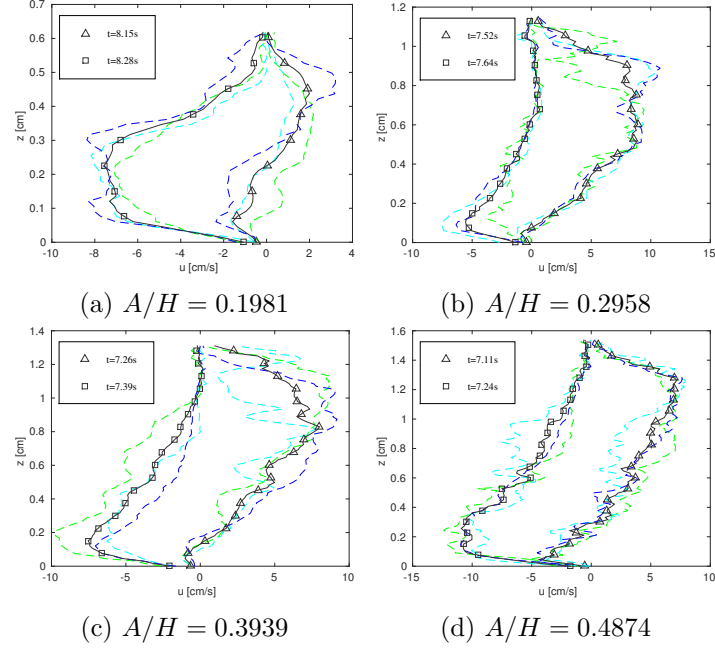 0.7
0.6
0.5
0.4
0.3
0.2
0.1
0
z [cm]
t=8.15s
t=8.28s
-10 -8 -6 -4 -2 0 2 4
u [cm/s]
(a) A/H = 0.1981
1.2
1
0.8
0.6
0.4
0.2
0
z [cm]
t=7.52s
t=7.64s
-10 -5 0 5 10 15
u [cm/s]
(b) A/H = 0.2958
1.4
1.2
1
0.8
0.6
0.4
0.2
0
z [cm]
t=7.26s
t=7.39s
-10 -5 0 5 10
u [cm/s]
(c) A/H = 0.3939
1.6
1.4
1.2
1
0.8
0.6
0.4
0.2
0
z [cm]
t=7.11s
t=7.24s
-15 -10 -5 0 5 10
u [cm/s]
(d) A/H = 0.4874